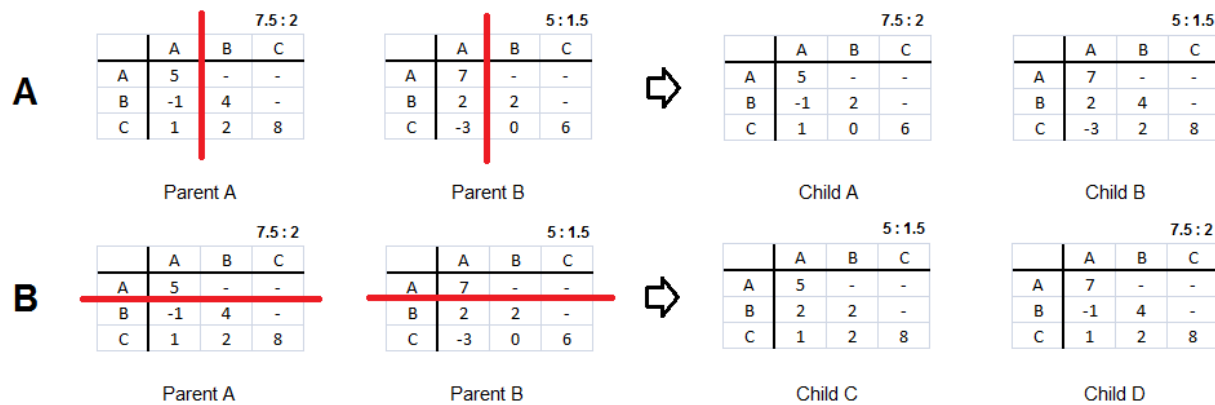 7.5 : 2 5 : 1.5 7.5 : 2 5 : 1.5
A B C A B C A B C A B C
A 5 - - A 7 - - A 5 - - A 7 - -
A B -1 4 - B 2 2 - B -1 2 - B 2 4 -
C 1 2 8 C -3 0 6 C 1 0 6 C -3 2 8
Parent A Parent B Child A Child B
7.5 : 2 5 : 1.5 5 : 1.5 7.5 : 2
A B C A B C A B C A B C
A 5 - - A 7 - - A 5 - - A 7 - -
B B -1 4 - B 2 2 - B 2 2 - B -1 4 -
C 1 2 8 C -3 0 6 C 1 2 8 C 1 2 8
Parent A Parent B Child C Child D